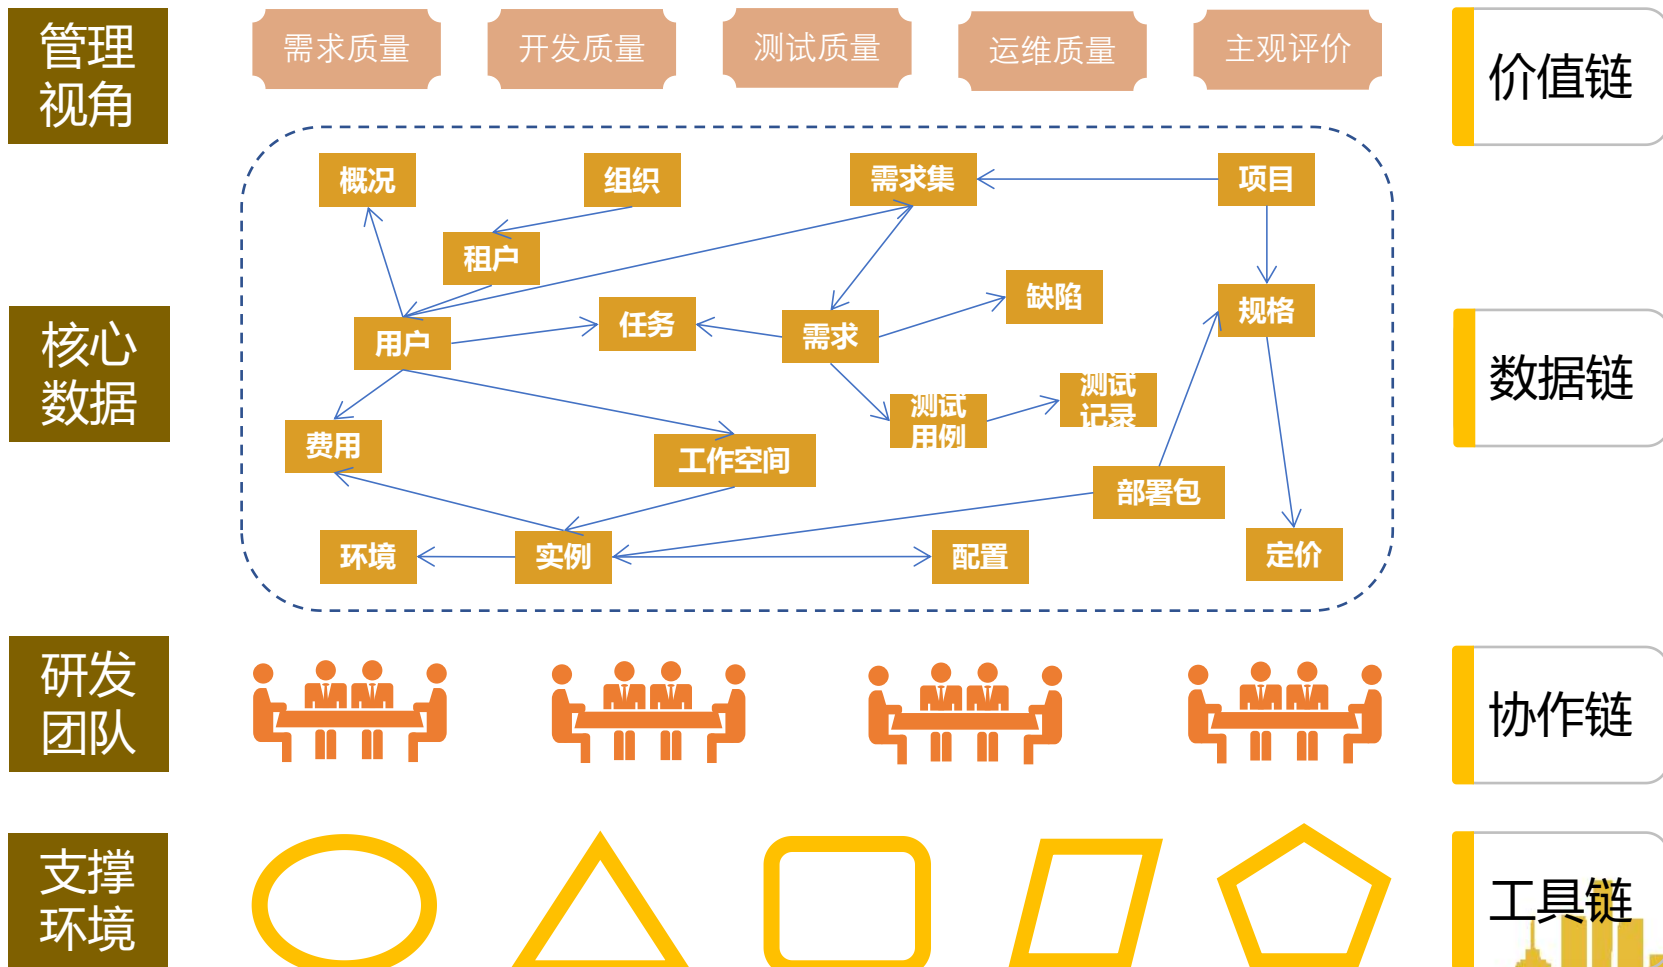 管理
视角
需求质量
开发质量
测试质量
运维质量
主观评价
价值链
概况
组织
需求集
项目
租户
用户
任务
需求
缺陷
规格
核心
数据
数据链
测试
用例
测试
记录
费用
工作空间
部署包
环境
实例
配置
定价
研发
团队
协作链
支撑
环境
工具链